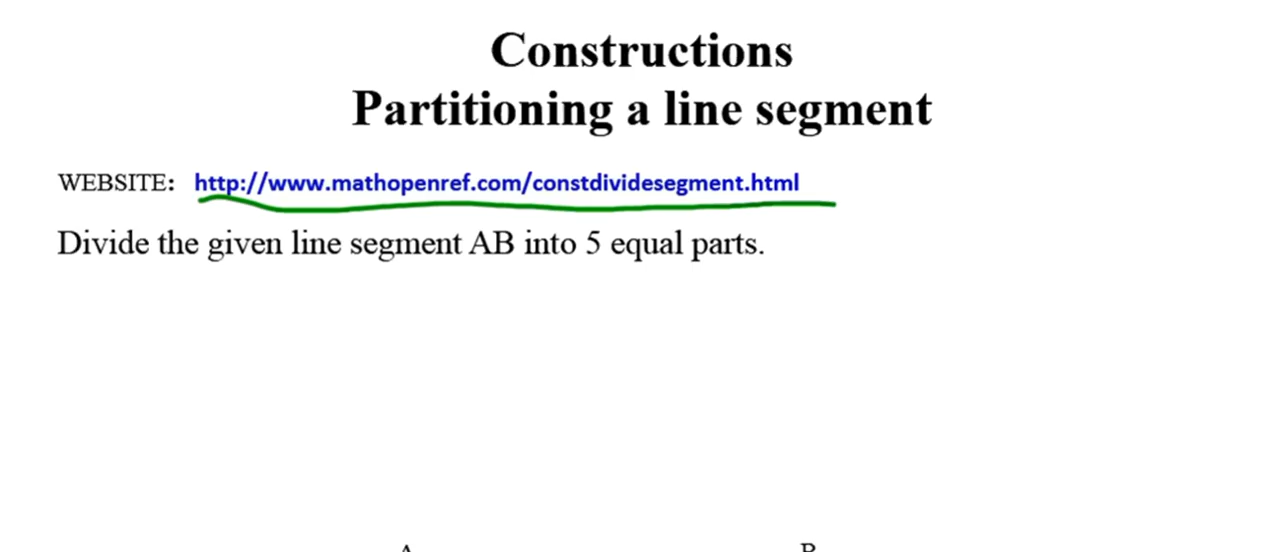 Constructions
Partitioning a line segment
WEBSITE: http://www.mathopenref.com/constdividesegment.html
Divide the given line segment AB into 5 equal parts.
A B